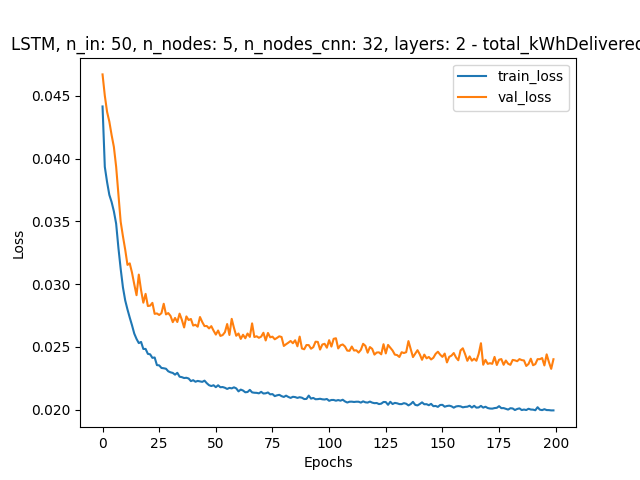 LSTM, n_in: 50, n_nodes: 5, n_nodes_cnn: 32, layers: 2 - total_kWhDelivered
train_loss
val_loss
0.045
0.040
0.035
0.030
0.025
0.020
Loss
0 25 50 75 100 125 150 175 200
Epochs